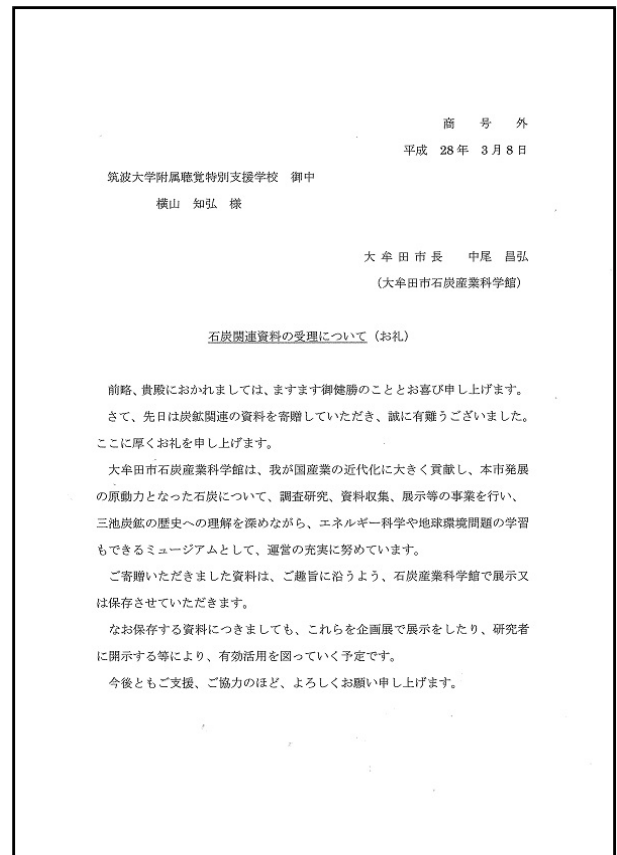 商 号 外
平成 28年 3月8日
筑波大学附属聴覚特別支援学校 御中
横山 知弘 様
大牟田市長 中尾 昌弘
(大牟田市石炭産業科学館)
石炭関連資料の受理について(お礼)
前略、貴殿におかれましては、ますます御健勝のこととお喜び申し上げます。
さて、先日は炭鉱関連の資料を寄贈していただき、誠に有難うございました。
ここに厚くお礼を申し上げます。
大牟田市石炭産業科学館は、我が国産業の近代化に大きく貢献し、本市発展
の原動力となった石炭について、調査研究、資料収集、展示等の事業を行い、
三池炭鉱の歴史への理解を深めながら、エネルギー科学や地球環境問題の学習
もできるミュージアムとして、運営の充実に努めています。
ご寄贈いただきました資料は、ご趣旨に沿うよう、石炭産業科学館で展示又
は保存させていただきます。
なお保存する資料につきましても、これらを企画展で展示をしたり、研究者
に開示する等により、有効活用を図っていく予定です。
今後ともご支援、ご協力のほど、よろしくお願い申し上げます。